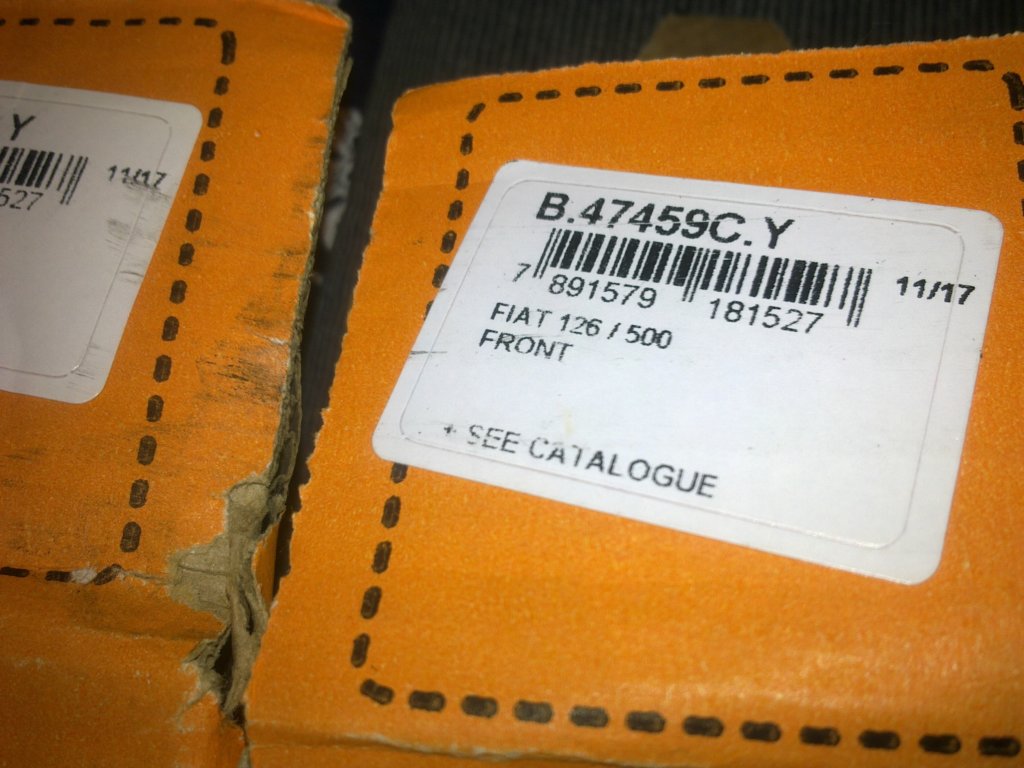 .Y
11/17
527
B.47459C.Y
11/17
7 891579 181527
FIAT 126 / 500
FRONT
+ SEE CATALOGUE